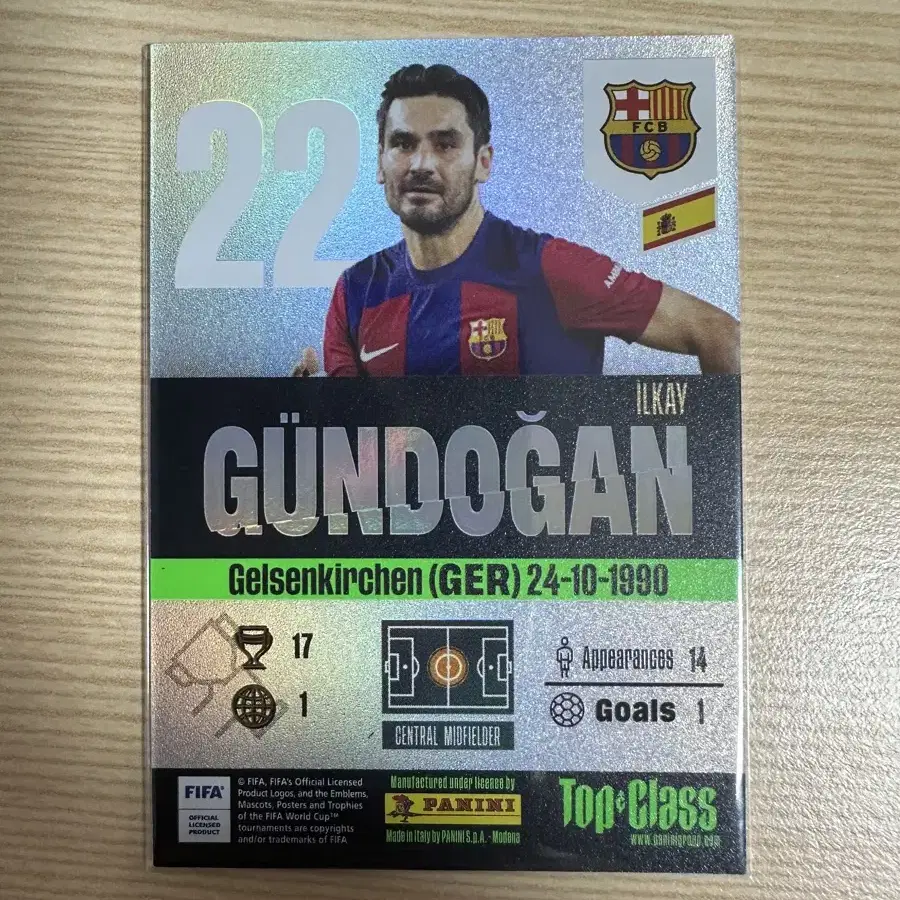 22
FCB
İLKAY
GÜNDOĞAN
Gelsenkirchen (GER) 24-10-1990
17
1
CENTRAL MIDFIELDER
Appearances 14
Goals 1
FIFA
OFFICIAL
LICENSED
PRODUCT
© FIFA, FIFA's Official Licensed
Product Logos, and the Emblems,
Mascots, Posters and Trophies
of the FIFA World Cup™
tournaments are copyrights
and/or trademarks of FIFA
Manufactured under license by
PANINI
Made in Italy by PANINI S.p.A. - Modena
Top Class
www.paninigroup.com